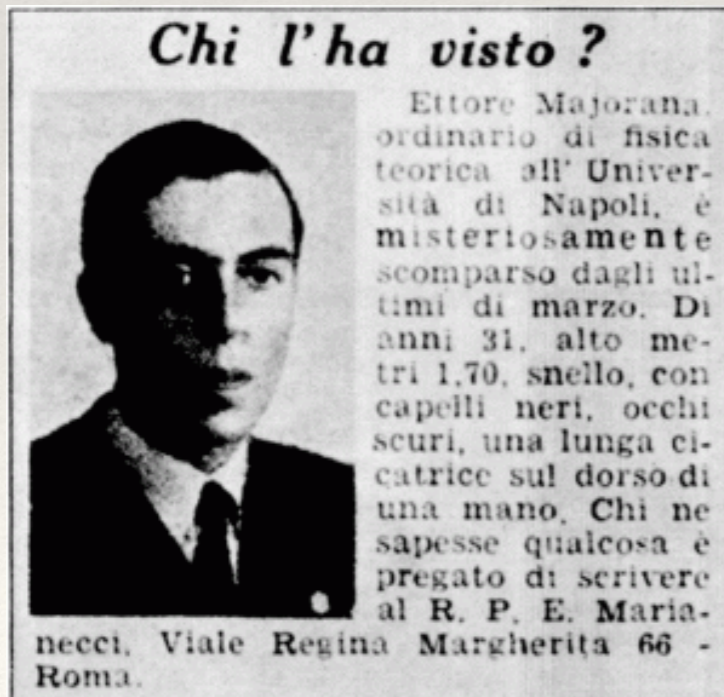 Chi l'ha visto?
Ettore Majorana,
ordinario di fisica
teorica all'Univer-
sità di Napoli, è
misteriosamente
scomparso dagli ul-
timi di marzo. Di
anni 31, alto me-
tri 1,70, snello, con
capelli neri, occhi
scuri, una lunga ci-
catrice sul dorso di
una mano. Chi ne
sapesse qualcosa è
pregato di scrivere
al R. P. E. Maria-
necci, Viale Regina Margherita 66 -
Roma.